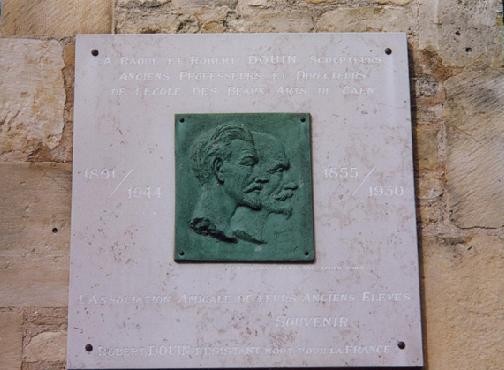 A RAOUL ET ROBERT DOUIN SCULPTEURS
ANCIENS PROFESSEURS ET DIRECTEURS
DE L'ECOLE DES BEAUX ARTS DE CAEN
1891 / 1944
1855 / 1930
L'ASSOCIATION AMICALE DE LEURS ANCIENS ELEVES
SOUVENIR
ROBERT DOUIN RESISTANT MORT POUR LA FRANCE